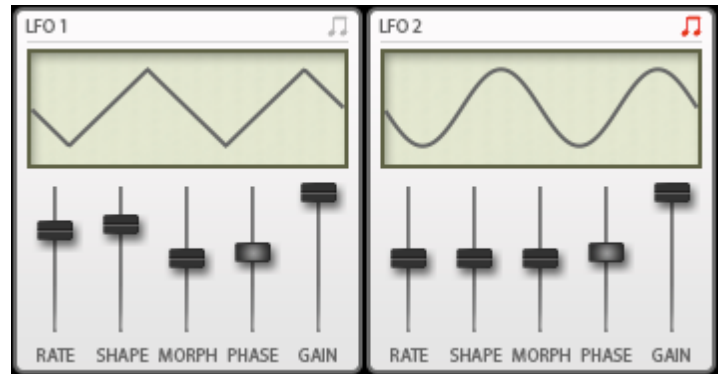 LFO 1
RATE SHAPE MORPH PHASE GAIN
LFO 2
RATE SHAPE MORPH PHASE GAIN